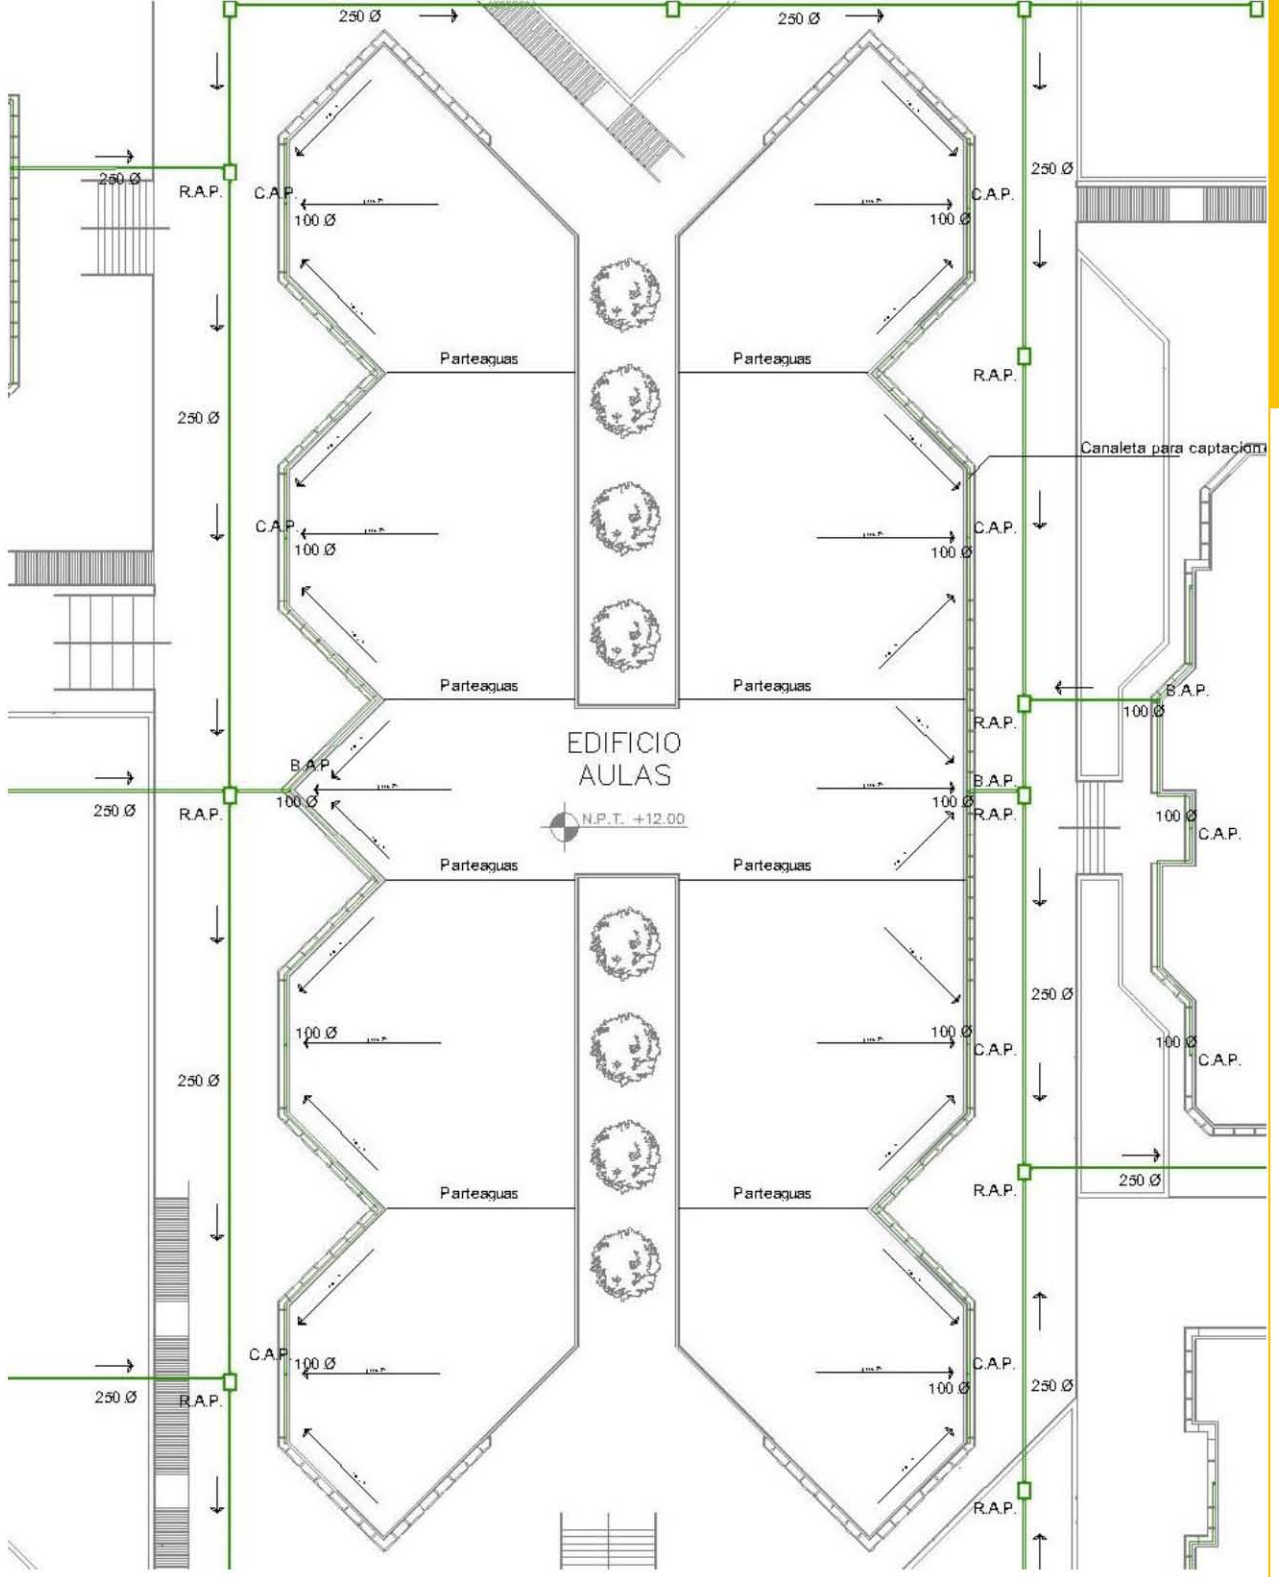 250 Ø
250 Ø
250 Ø
250 Ø
R.A.P.
C.A.P.
C.A.P.
100 Ø
100 Ø
Parteaguas
Parteaguas
R.A.P.
250 Ø
Canaleta para captacion
C.A.P.
C.A.P.
100 Ø
100 Ø
Parteaguas
Parteaguas
B.A.P.
100 Ø
R.A.P.
EDIFICIO
AULAS
B.A.P.
B.A.P.
100 Ø
100 Ø
250 Ø
R.A.P.
R.A.P.
N.P.T. +12.00
100 Ø
C.A.P.
Parteaguas
Parteaguas
250 Ø
100 Ø
100 Ø
C.A.P.
100 Ø
C.A.P.
250 Ø
250 Ø
Parteaguas
Parteaguas
R.A.P.
C.A.P.
100 Ø
C.A.P.
100 Ø
250 Ø
250 Ø
R.A.P.
R.A.P.